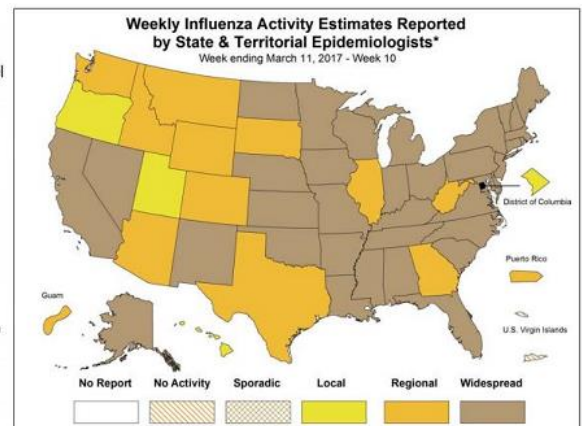 Weekly Influenza Activity Estimates Reported
by State & Territorial Epidemiologists*
Week ending March 11, 2017 - Week 10
District of Columbia
Puerto Rico
Guam
U.S. Virgin Islands
No Report No Activity Sporadic Local Regional Widespread